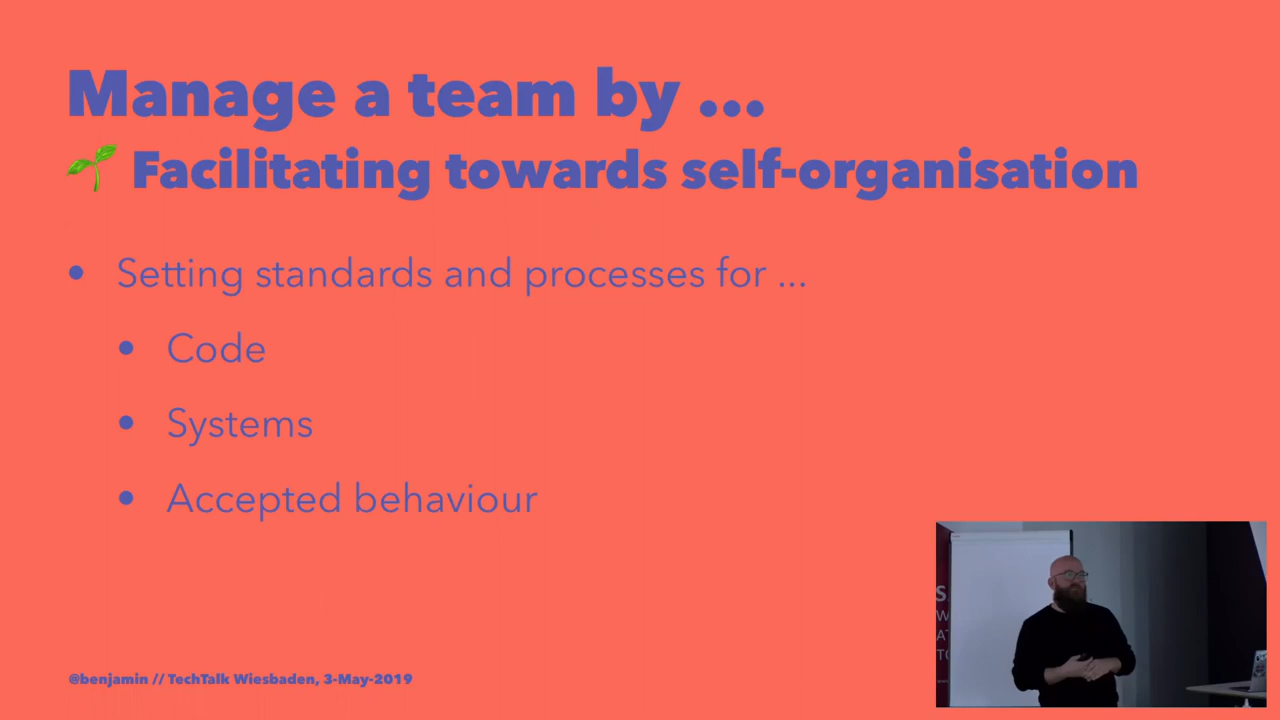 Manage a team by ...
🌱 Facilitating towards self-organisation
• Setting standards and processes for ...
• Code
• Systems
• Accepted behaviour
@benjamin // TechTalk Wiesbaden, 3-May-2019